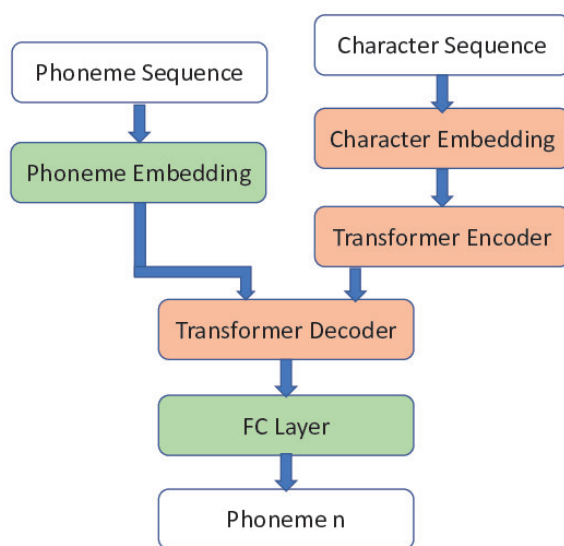 Phoneme Sequence
Character Sequence
Phoneme Embedding
Character Embedding
Transformer Encoder
Transformer Decoder
FC Layer
Phoneme n